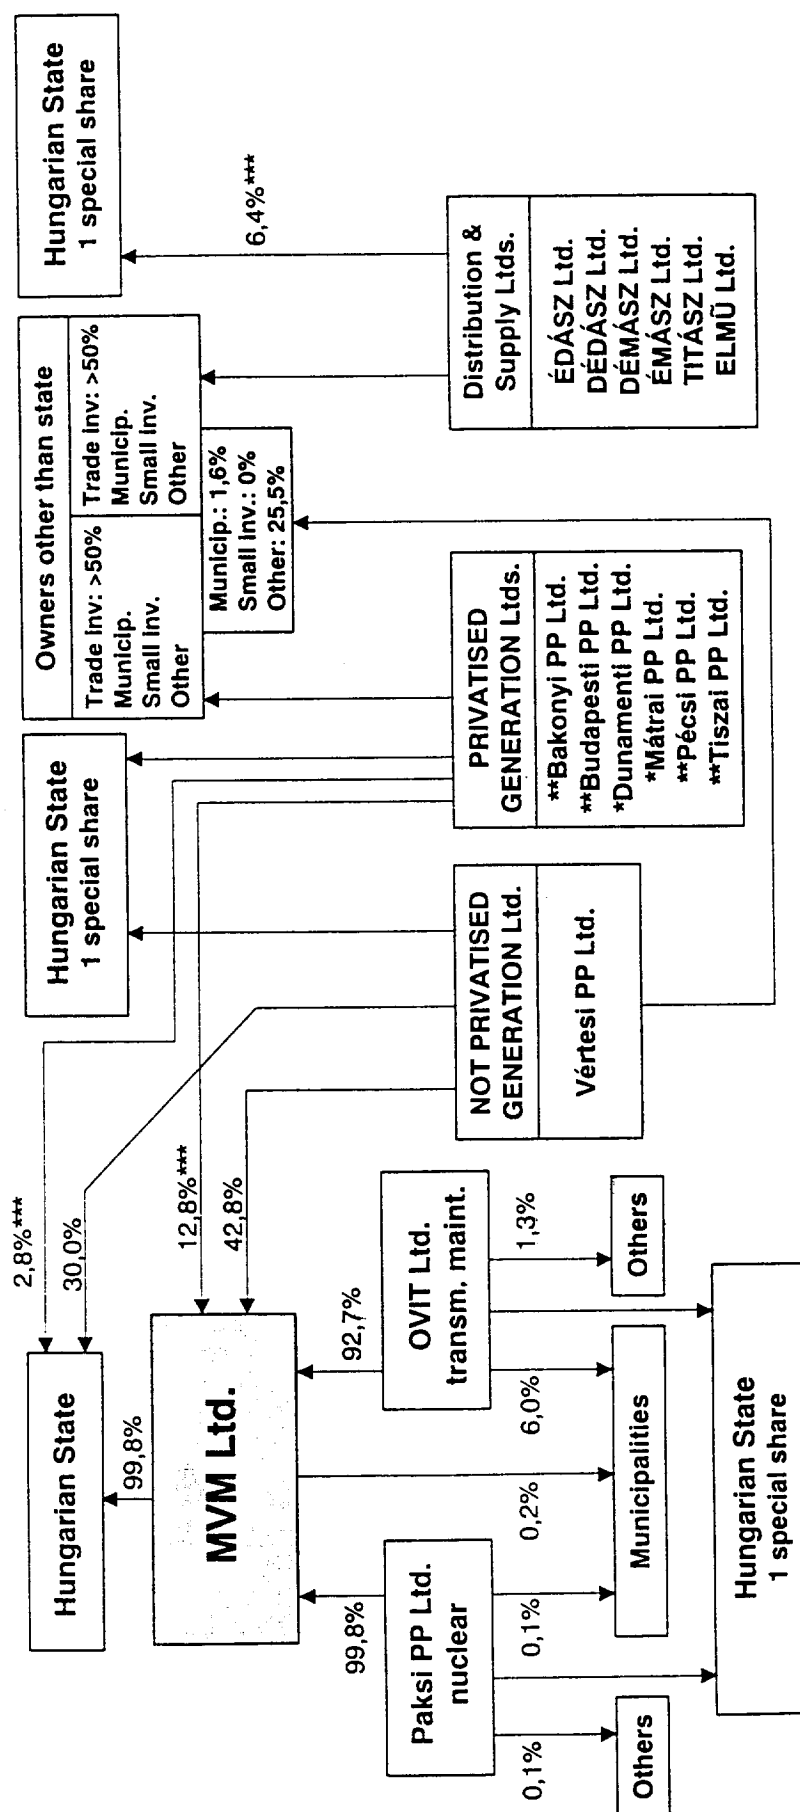 Hungarian State
99,8%
MVM Ltd.
2,8%***
30,0%
12,8%***
42,8%
99,8%
92,7%
Paksi PP Ltd.
nuclear
OVIT Ltd.
transm. maint.
0,1%
0,1%
0,2%
6,0%
1,3%
Others
Municipalities
Others
Hungarian State
1 special share
Hungarian State
1 special share
NOT PRIVATISED
GENERATION Ltd.
Vértesi PP Ltd.
PRIVATISED
GENERATION Ltds.
**Bakonyi PP Ltd.
**Budapesti PP Ltd.
*Dunamenti PP Ltd.
*Mátrai PP Ltd.
**Pécsi PP Ltd.
**Tiszai PP Ltd.
Owners other than state
Trade Inv: >50%
Municip.
Small inv.
Other
Trade Inv: >50%
Municip.
Small inv.
Other
Municip.: 1,6%
Small inv.: 0%
Other: 25,5%
Hungarian State
1 special share
6,4%***
Distribution &
Supply Ltds.
ÉDÁSZ Ltd.
DÉDÁSZ Ltd.
DÉMÁSZ Ltd.
ÉMÁSZ Ltd.
TITÁSZ Ltd.
ELMŰ Ltd.